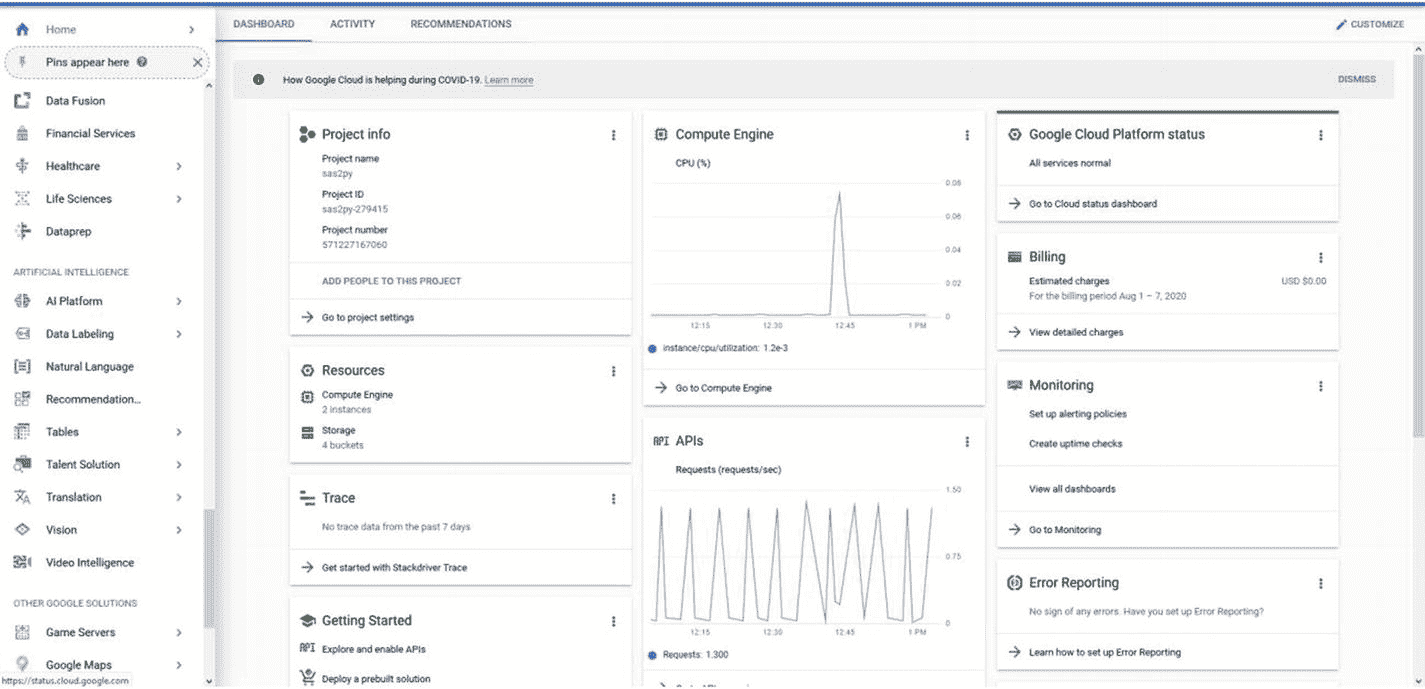 Home
Pins appear here
Data Fusion
Financial Services
Healthcare
Life Sciences
Dataprep
ARTIFICIAL INTELLIGENCE
AI Platform
Data Labeling
Natural Language
Recommendation...
Tables
Talent Solution
Translation
Vision
Video Intelligence
OTHER GOOGLE SOLUTIONS
Game Servers
Google Maps
https://status.cloud.google.com
DASHBOARD ACTIVITY RECOMMENDATIONS
CUSTOMIZE
How Google Cloud is helping during COVID-19. Learn more
DISMISS
Project info
Project name
sas2py
Project ID
sas2py-279415
Project number
571227167060
ADD PEOPLE TO THIS PROJECT
Go to project settings
Resources
Compute Engine
2 instances
Storage
4 buckets
Trace
No trace data from the past 7 days
Get started with Stackdriver Trace
Getting Started
API Explore and enable APIs
Deploy a prebuilt solution
Compute Engine
CPU (%)
0.08
0.06
0.04
0.02
0
12:15 12:30 12:45 1 PM
instance/cpu/utilization: 1.2e-3
Go to Compute Engine
API APIs
Requests (requests/sec)
1.50
0.75
0
12:15 12:30 12:45 1 PM
Requests: 1.300
Google Cloud Platform status
All services normal
Go to Cloud status dashboard
Billing
Estimated charges USD $0.00
For the billing period Aug 1 – 7, 2020
View detailed charges
Monitoring
Set up alerting policies
Create uptime checks
View all dashboards
Go to Monitoring
Error Reporting
No sign of any errors. Have you set up Error Reporting?
Learn how to set up Error Reporting